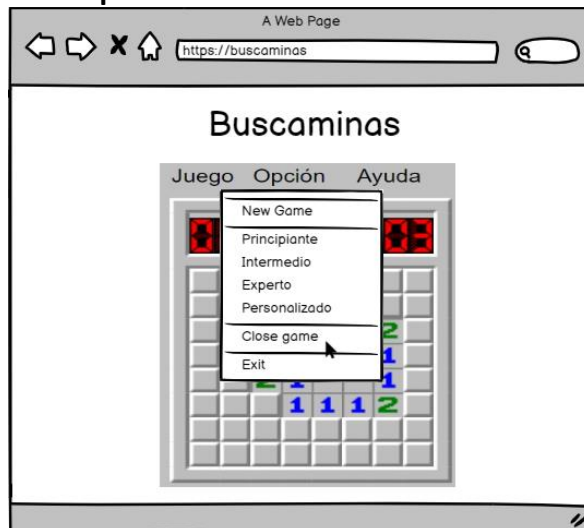 A Web Page
https://buscaminas
Buscaminas
Juego Opción Ayuda
New Game
Principiante
Intermedio
Experto
Personalizado
Close game
Exit
2
1
2 1 1
1 1 1 2